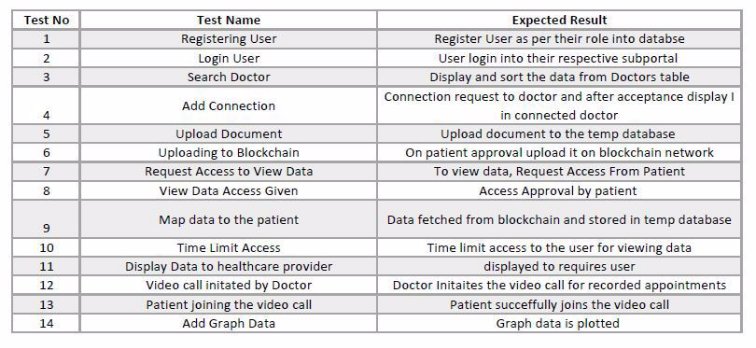 Test No Test Name Expected Result
1 Registering User Register User as per their role into databse
2 Login User User login into their respective subportal
3 Search Doctor Display and sort the data from Doctors table
4 Add Connection Connection request to doctor and after acceptance display I
in connected doctor
5 Upload Document Upload document to the temp database
6 Uploading to Blockchain On patient approval upload it on blockchain network
7 Request Access to View Data To view data, Request Access From Patient
8 View Data Access Given Access Approval by patient
9 Map data to the patient Data fetched from blockchain and stored in temp database
10 Time Limit Access Time limit access to the user for viewing data
11 Display Data to healthcare provider displayed to requires user
12 Video call initated by Doctor Doctor Initaites the video call for recorded appointments
13 Patient joining the video call Patient succeffully joins the video call
14 Add Graph Data Graph data is plotted